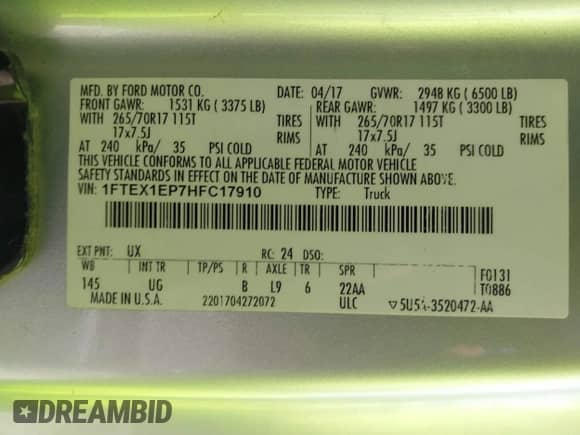 MFD. BY FORD MOTOR CO. DATE: 04/17 GVWR: 2948 KG ( 6500 LB)
FRONT GAWR: 1531 KG ( 3375 LB) REAR GAWR: 1497 KG ( 3300 LB)
WITH 265/70R17 115T TIRES WITH 265/70R17 115T TIRES
17x7.5J RIMS 17x7.5J RIMS
AT 240 kPa/ 35 PSI COLD AT 240 kPa/ 35 PSI COLD
THIS VEHICLE CONFORMS TO ALL APPLICABLE FEDERAL MOTOR VEHICLE
SAFETY STANDARDS IN EFFECT ON THE DATE OF MANUFACTURE SHOWN ABOVE.
VIN: 1FTEX1EP7HFC17910 TYPE: Truck
EXT PNT: UX RC: 24 DSO:
WB INT TR TP/PS R AXLE TR SPR F0131
145 UG B L9 6 22AA T0886
MADE IN U.S.A. 2201704272072 ULC ▽ 5U5A-3520472-AA
DREAMBID